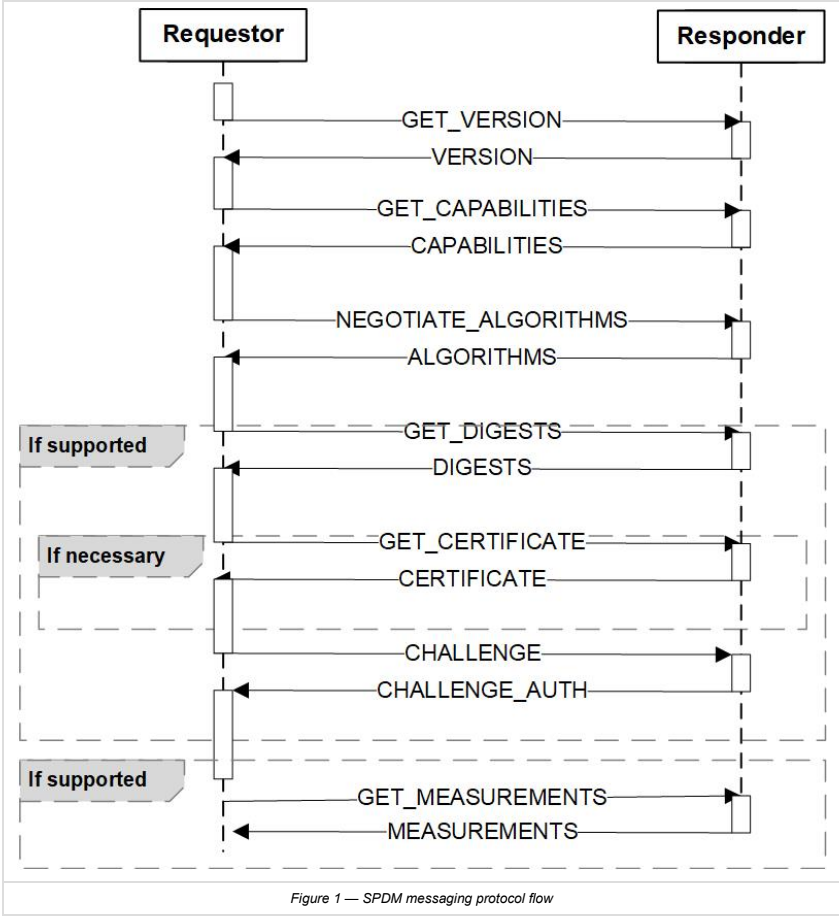 Requestor
Responder
GET_VERSION
VERSION
GET_CAPABILITIES
CAPABILITIES
NEGOTIATE_ALGORITHMS
ALGORITHMS
If supported
GET_DIGESTS
DIGESTS
If necessary
GET_CERTIFICATE
CERTIFICATE
CHALLENGE
CHALLENGE_AUTH
If supported
GET_MEASUREMENTS
MEASUREMENTS
Figure 1 — SPDM messaging protocol flow